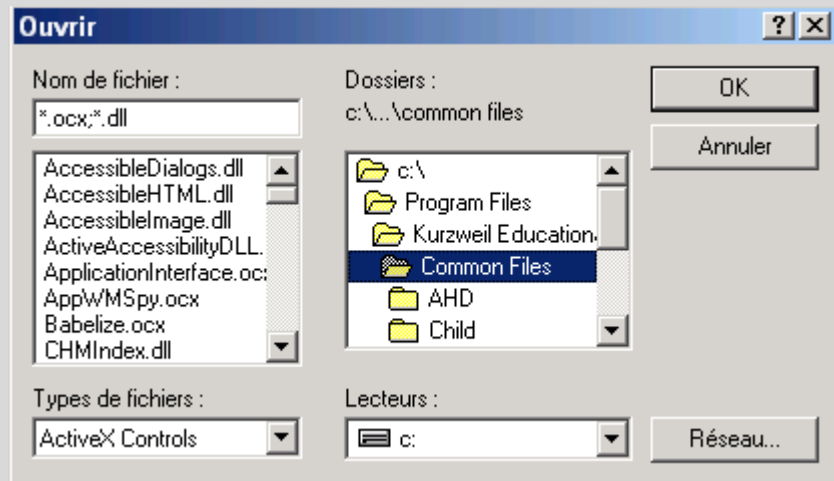 Ouvrir
Nom de fichier :
*.ocx;*.dll
AccessibleDialogs.dll
AccessibleHTML.dll
AccessibleImage.dll
ActiveAccessibilityDLL.
ApplicationInterface.oc
AppWMSpy.ocx
Babelize.ocx
CHMIndex.dll
Types de fichiers :
ActiveX Controls
Dossiers :
c:\...\common files
c:\
Program Files
Kurzweil Education
Common Files
AHD
Child
Lecteurs :
c:
OK
Annuler
Réseau...